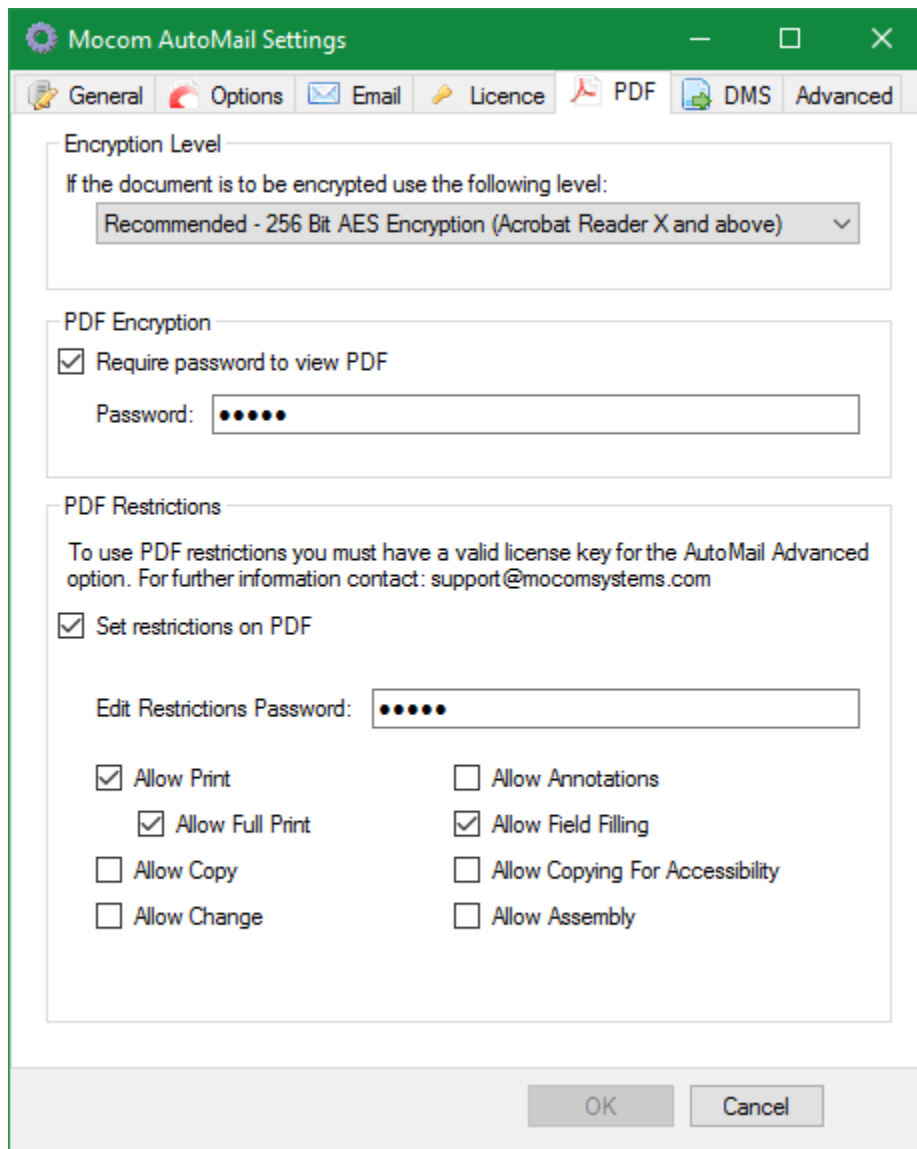 Mocom AutoMail Settings
General Options Email Licence PDF DMS Advanced
Encryption Level
If the document is to be encrypted use the following level:
Recommended - 256 Bit AES Encryption (Acrobat Reader X and above)
PDF Encryption
Require password to view PDF
Password: ●●●●●
PDF Restrictions
To use PDF restrictions you must have a valid license key for the AutoMail Advanced
option. For further information contact: support@mocomsystems.com
Set restrictions on PDF
Edit Restrictions Password: ●●●●●
Allow Print Allow Annotations
Allow Full Print Allow Field Filling
Allow Copy Allow Copying For Accessibility
Allow Change Allow Assembly
OK Cancel